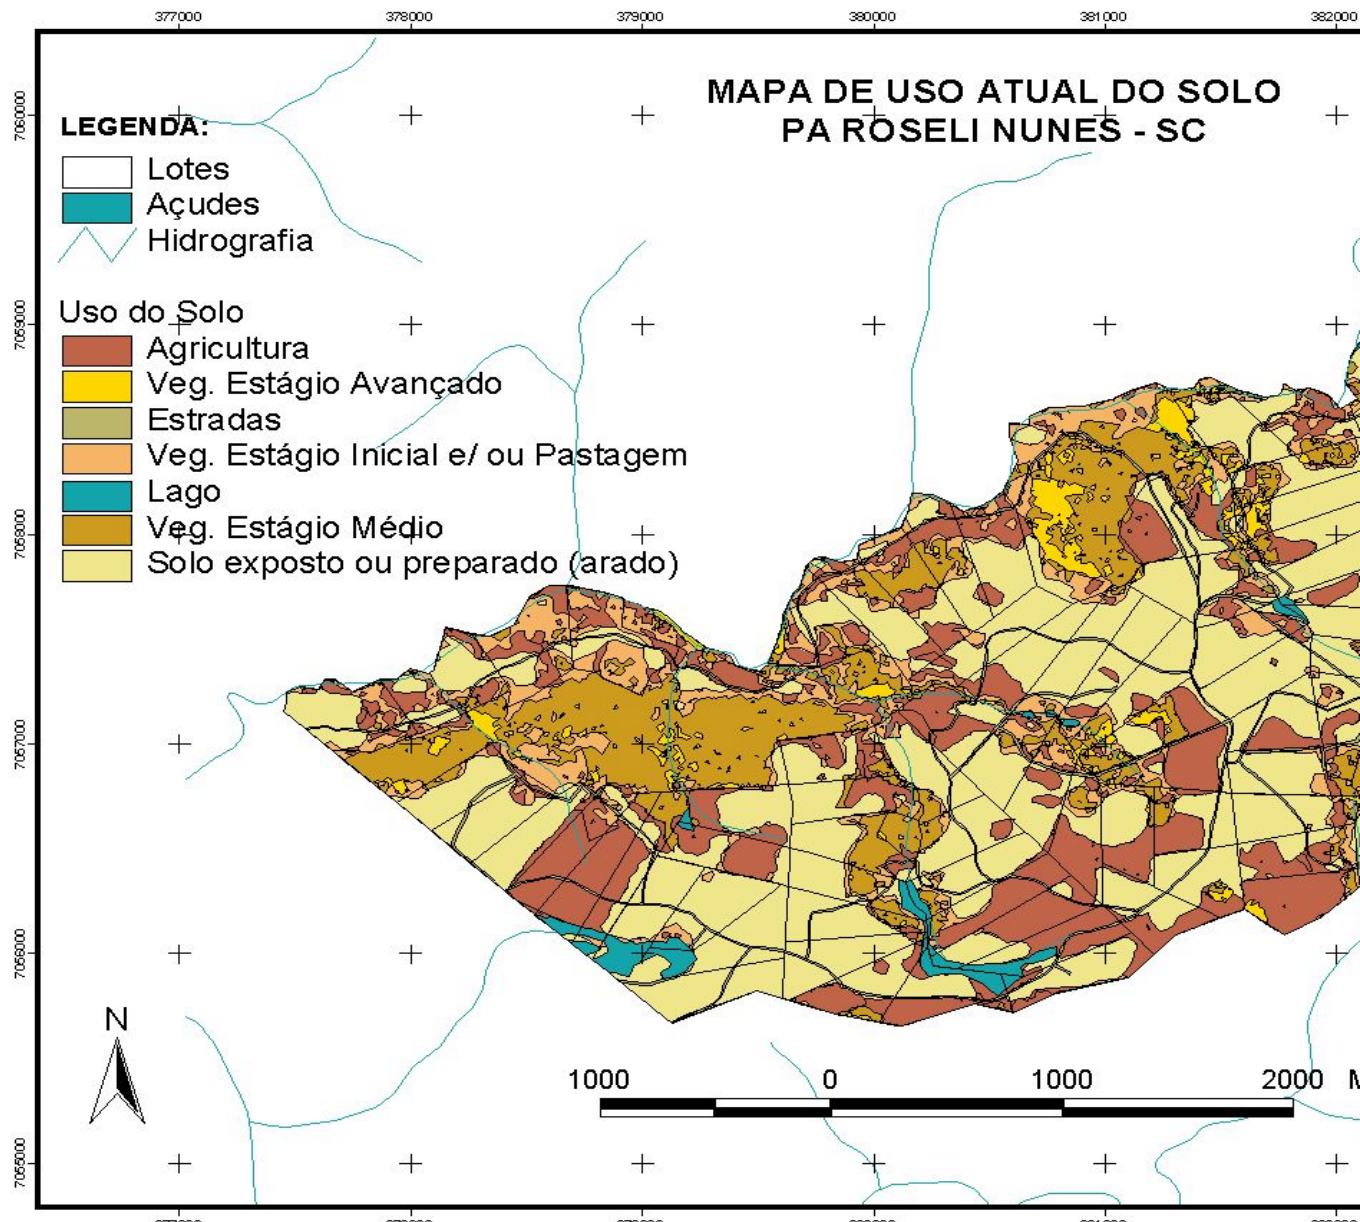 377000 378000 379000 380000 381000 382000
MAPA DE USO ATUAL DO SOLO
PA ROSELI NUNES - SC
LEGENDA:
Lotes
Açudes
Hidrografia
Uso do Solo
Agricultura
Veg. Estágio Avançado
Estradas
Veg. Estágio Inicial e/ ou Pastagem
Lago
Veg. Estágio Médio
Solo exposto ou preparado (arado)
7060000
7059000
7058000
7057000
7056000
7055000
N
1000 0 1000 2000